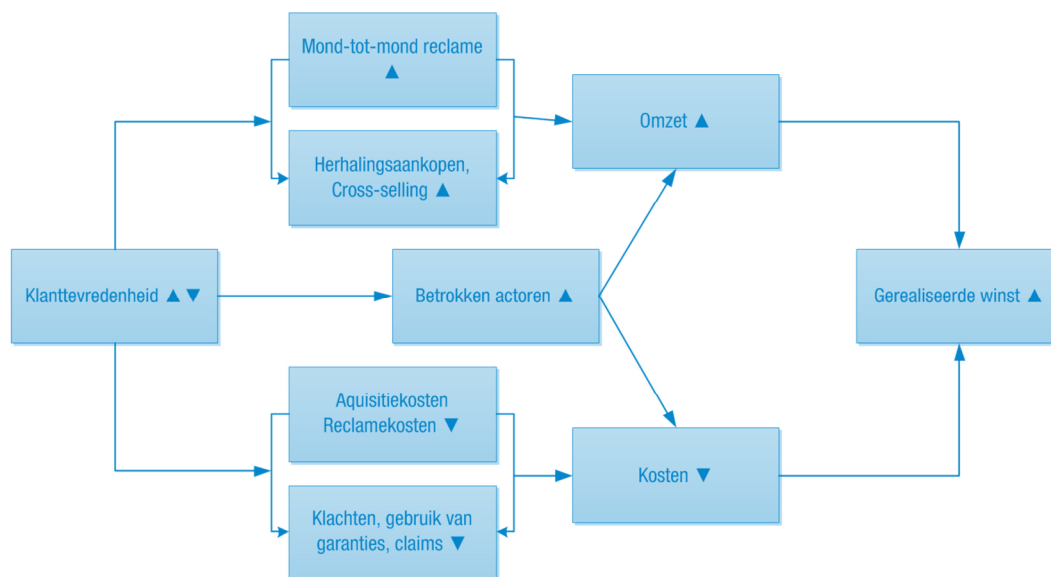 Mond-tot-mond reclame
▲
Herhalingsaankopen,
Cross-selling ▲
Omzet ▲
Klanttevredenheid ▲ ▼
Betrokken actoren ▲
Gerealiseerde winst ▲
Aquisitiekosten
Reclamekosten ▼
Klachten, gebruik van
garanties, claims ▼
Kosten ▼